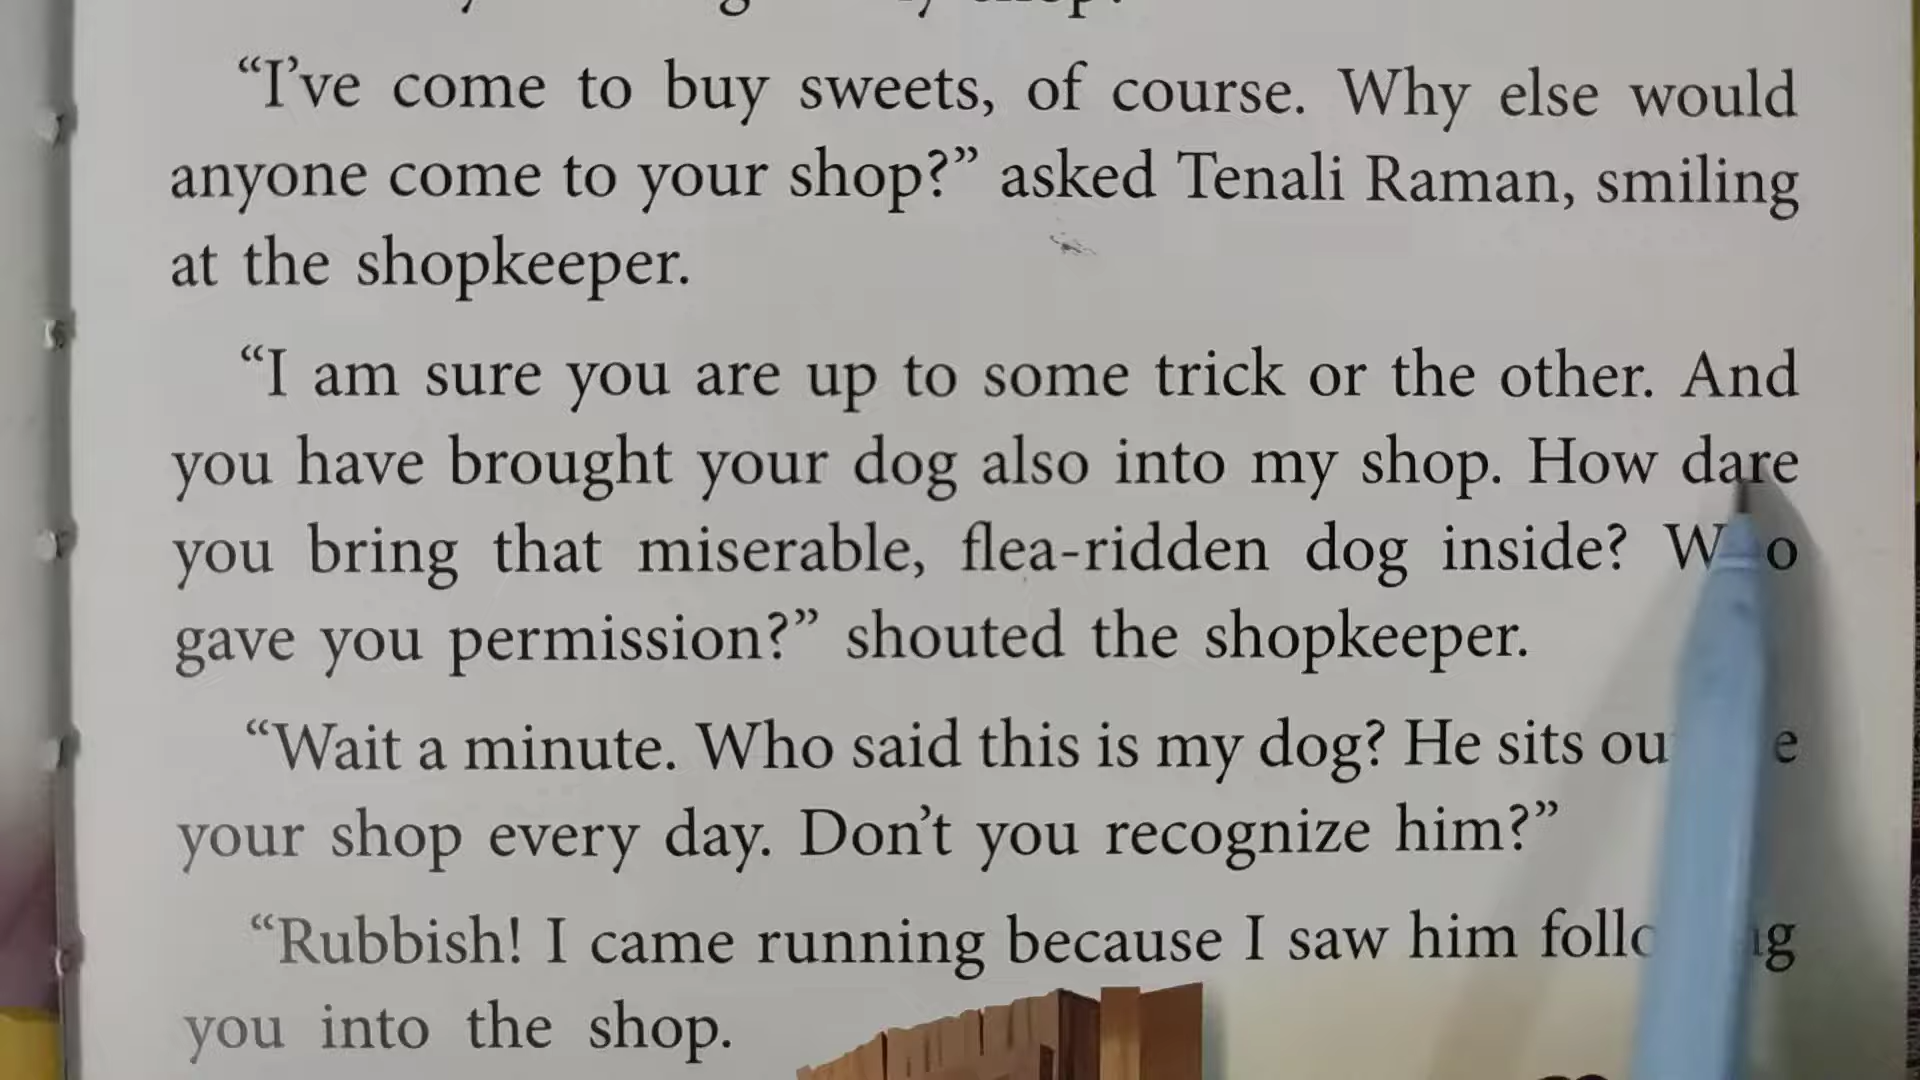 “I’ve come to buy sweets, of course. Why else would
anyone come to your shop?” asked Tenali Raman, smiling
at the shopkeeper.
“I am sure you are up to some trick or the other. And
you have brought your dog also into my shop. How dare
you bring that miserable, flea-ridden dog inside? Who
gave you permission?” shouted the shopkeeper.
“Wait a minute. Who said this is my dog? He sits outside
your shop every day. Don’t you recognize him?”
“Rubbish! I came running because I saw him following
you into the shop.